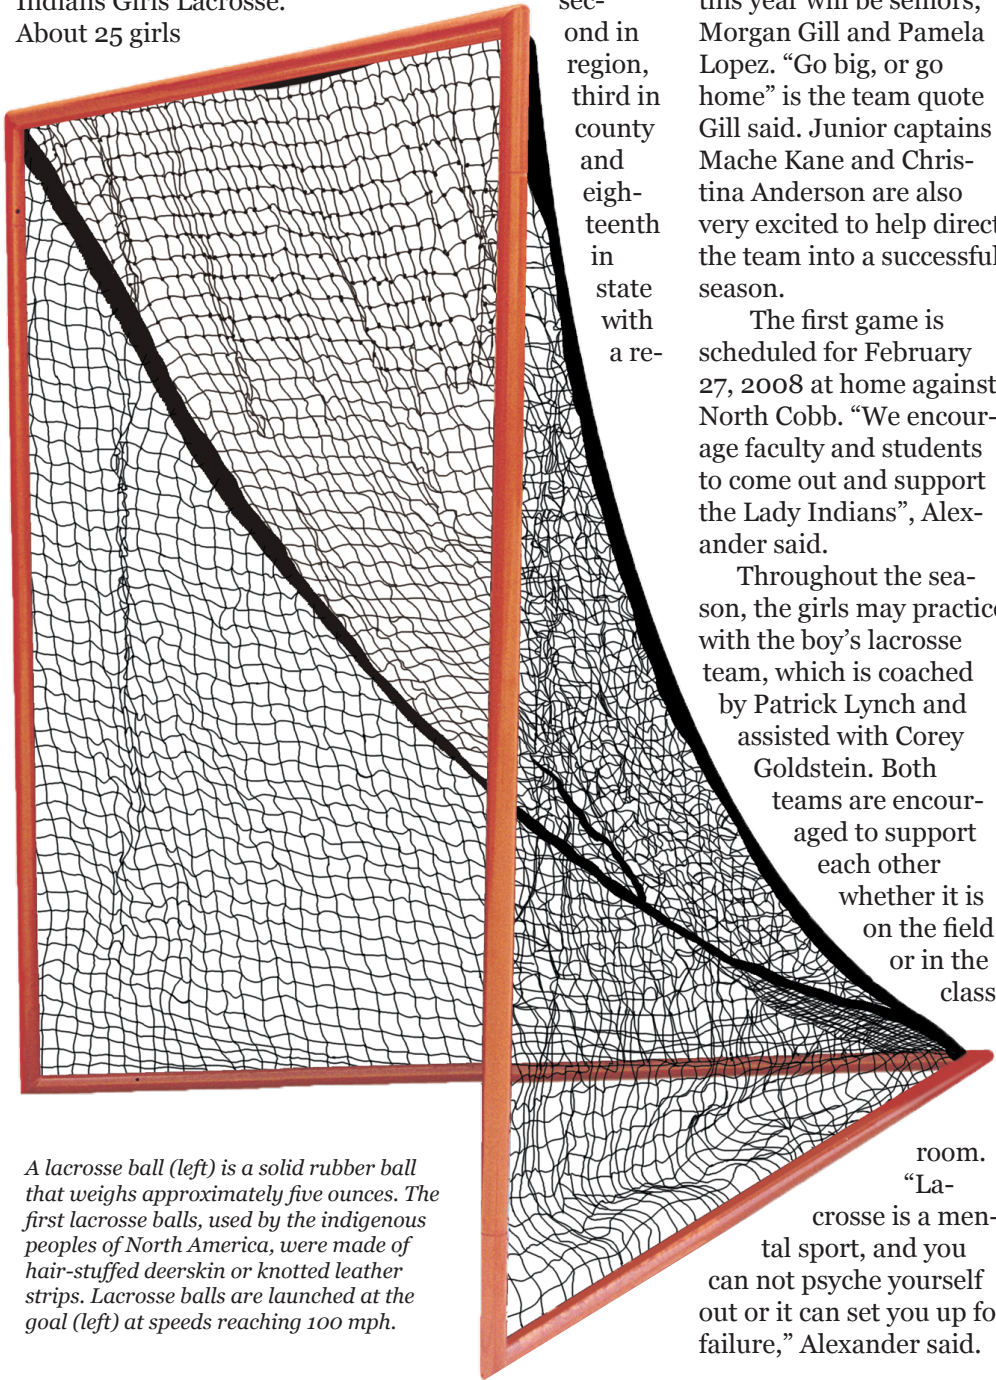 Indians Girls Lacrosse.
About 25 girls
sec-
ond in
region,
third in
county
and
eigh-
teenth
in
state
with
a re-
this year will be seniors,
Morgan Gill and Pamela
Lopez. “Go big, or go
home” is the team quote
Gill said. Junior captains
Mache Kane and Chris-
tina Anderson are also
very excited to help direct
the team into a successful
season.
The first game is
scheduled for February
27, 2008 at home against
North Cobb. “We encour-
age faculty and students
to come out and support
the Lady Indians”, Alex-
ander said.
Throughout the sea-
son, the girls may practice
with the boy’s lacrosse
team, which is coached
by Patrick Lynch and
assisted with Corey
Goldstein. Both
teams are encour-
aged to support
each other
whether it is
on the field
or in the
class
room.
“La-
crosse is a men-
tal sport, and you
can not psyche yourself
out or it can set you up fo
failure,” Alexander said.
A lacrosse ball (left) is a solid rubber ball
that weighs approximately five ounces. The
first lacrosse balls, used by the indigenous
peoples of North America, were made of
hair-stuffed deerskin or knotted leather
strips. Lacrosse balls are launched at the
goal (left) at speeds reaching 100 mph.